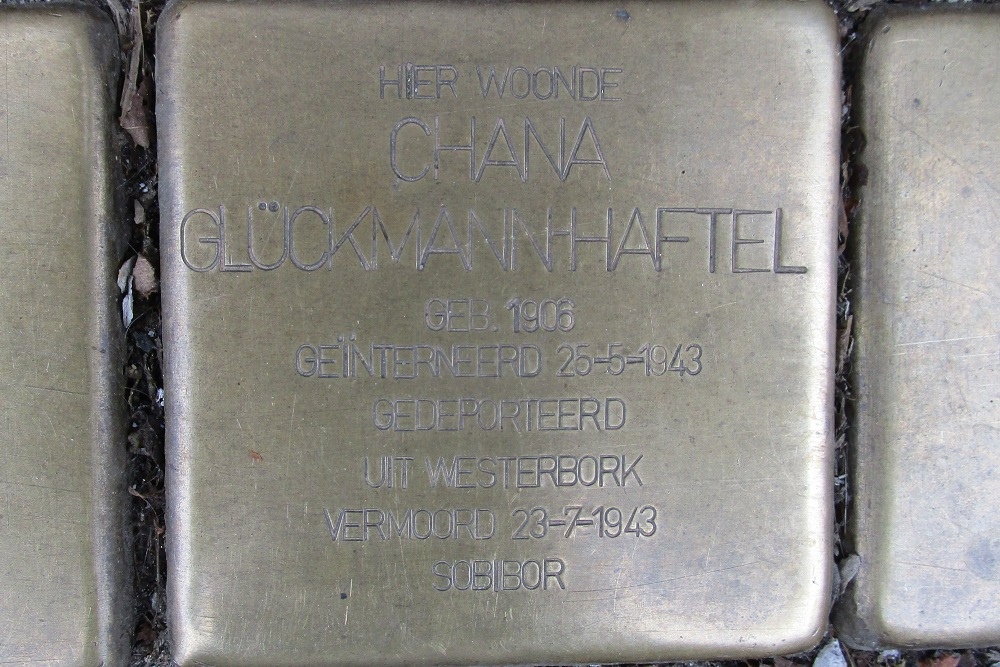 HIER WOONDE
CHANA
GLÜCKMANN-HAFTEL
GEB. 1906
GEÏNTERNEERD 25-5-1943
GEDEPORTEERD
UIT WESTERBORK
VERMOORD 23-7-1943
SOBIBOR